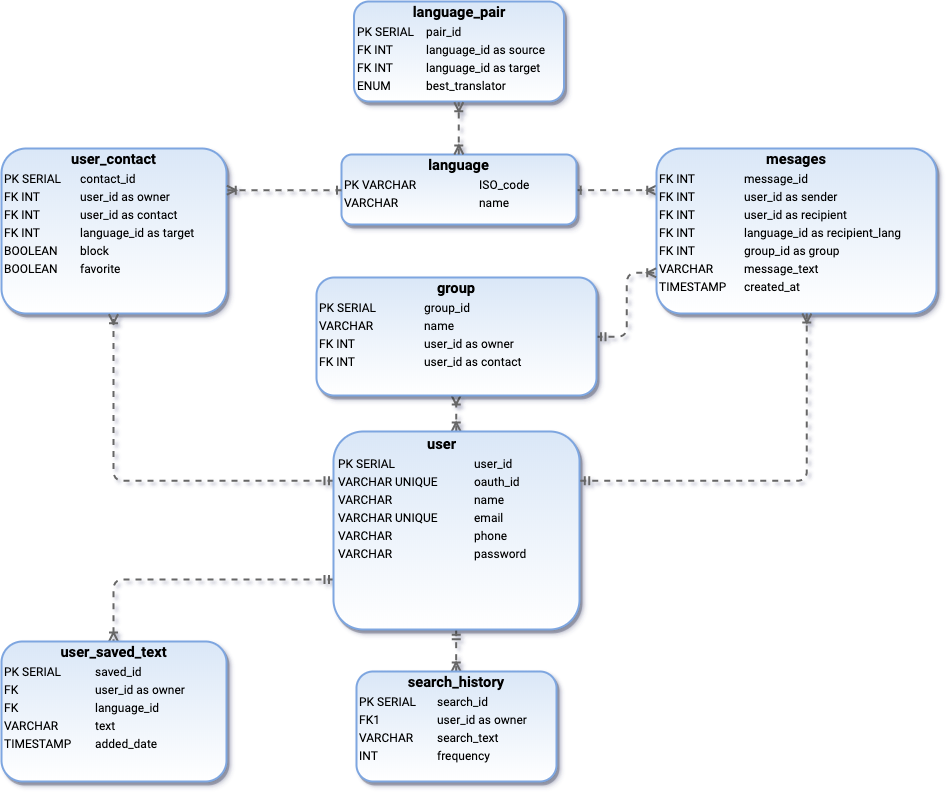 language_pair
PK SERIAL pair_id
FK INT language_id as source
FK INT language_id as target
ENUM best_translator
user_contact
PK SERIAL contact_id
FK INT user_id as owner
FK INT user_id as contact
FK INT language_id as target
BOOLEAN block
BOOLEAN favorite
language
PK VARCHAR ISO_code
VARCHAR name
mesages
FK INT message_id
FK INT user_id as sender
FK INT user_id as recipient
FK INT language_id as recipient_lang
FK INT group_id as group
VARCHAR message_text
TIMESTAMP created_at
group
PK SERIAL group_id
VARCHAR name
FK INT user_id as owner
FK INT user_id as contact
user
PK SERIAL user_id
VARCHAR UNIQUE oauth_id
VARCHAR name
VARCHAR UNIQUE email
VARCHAR phone
VARCHAR password
user_saved_text
PK SERIAL saved_id
FK user_id as owner
FK language_id
VARCHAR text
TIMESTAMP added_date
search_history
PK SERIAL search_id
FK1 user_id as owner
VARCHAR search_text
INT frequency